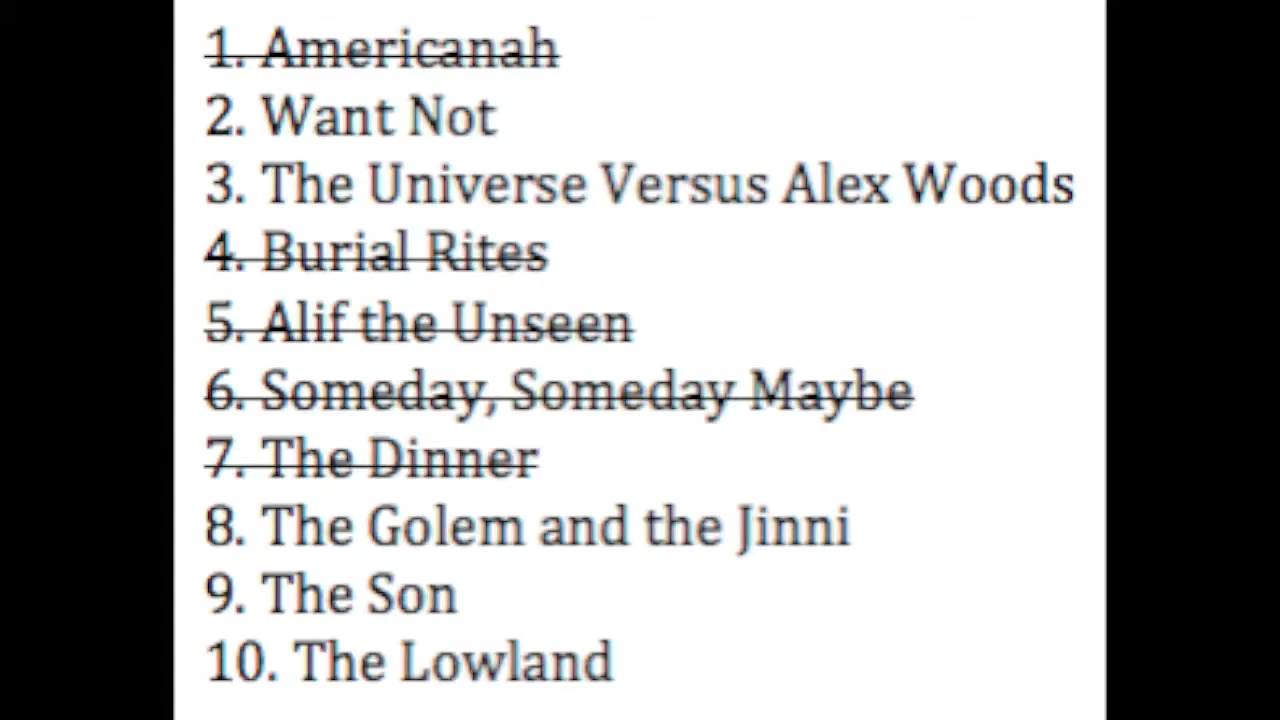 1. Americanah
2. Want Not
3. The Universe Versus Alex Woods
4. Burial Rites
5. Alif the Unseen
6. Someday, Someday Maybe
7. The Dinner
8. The Golem and the Jinni
9. The Son
10. The Lowland